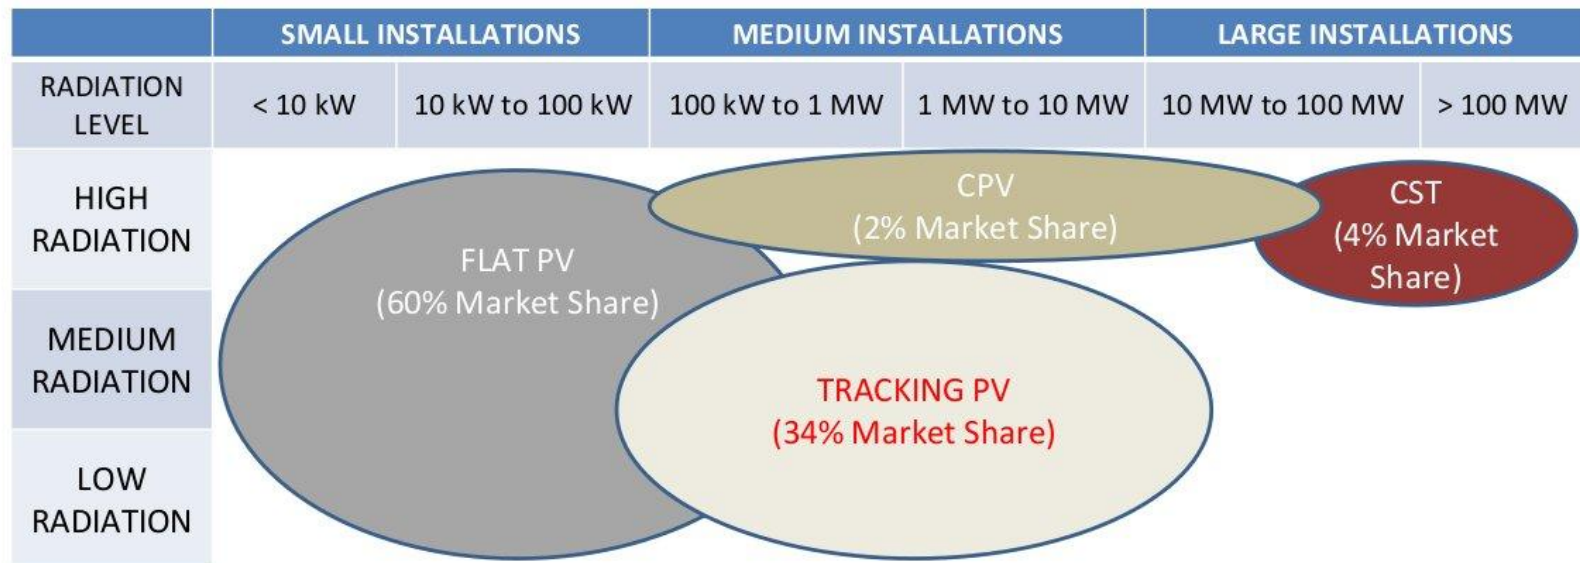 SMALL INSTALLATIONS
MEDIUM INSTALLATIONS
LARGE INSTALLATIONS
RADIATION
LEVEL
< 10 kW
10 kW to 100 kW
100 kW to 1 MW
1 MW to 10 MW
10 MW to 100 MW
> 100 MW
HIGH
RADIATION
MEDIUM
RADIATION
LOW
RADIATION
FLAT PV
(60% Market Share)
CPV
(2% Market Share)
CST
(4% Market
Share)
TRACKING PV
(34% Market Share)